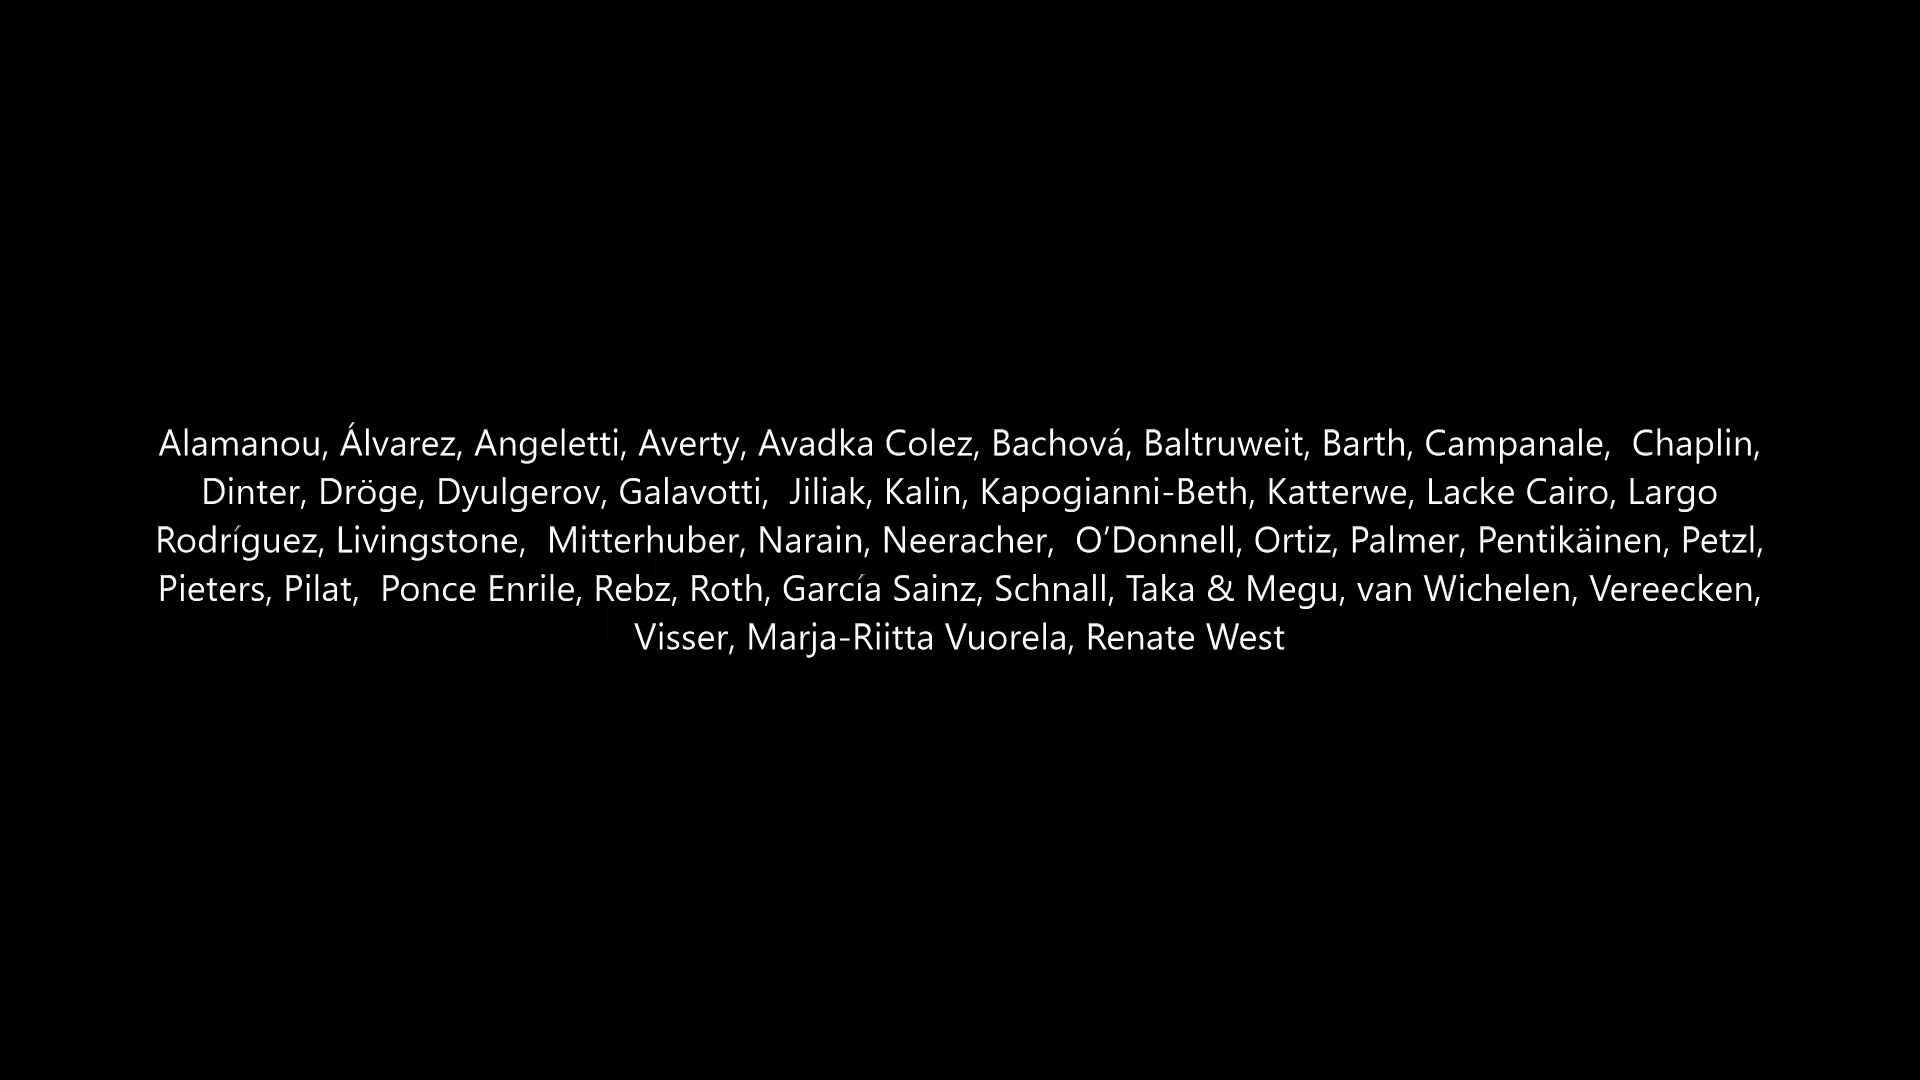 Alamanou, Álvarez, Angeletti, Averty, Avadka Colez, Bachová, Baltruweit, Barth, Campanale,  Chaplin,
Dinter, Dröge, Dyulgerov, Galavotti,  Jiliak, Kalin, Kapogianni-Beth, Katterwe, Lacke Cairo, Largo
Rodríguez, Livingstone,  Mitterhuber, Narain, Neeracher,  O’Donnell, Ortiz, Palmer, Pentikäinen, Petzl,
Pieters, Pilat,  Ponce Enrile, Rebz, Roth, García Sainz, Schnall, Taka & Megu, van Wichelen, Vereecken,
Visser, Marja-Riitta Vuorela, Renate West